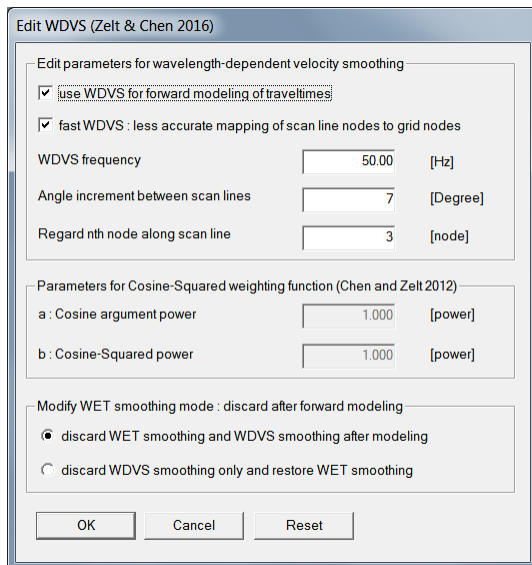 Edit WDVS (Zelt & Chen 2016)
Edit parameters for wavelength-dependent velocity smoothing
use WDVS for forward modeling of traveltimes
fast WDVS : less accurate mapping of scan line nodes to grid nodes
WDVS frequency 50.00 [Hz]
Angle increment between scan lines 7 [Degree]
Regard nth node along scan line 3 [node]
Parameters for Cosine-Squared weighting function (Chen and Zelt 2012)
a : Cosine argument power 1.000 [power]
b : Cosine-Squared power 1.000 [power]
Modify WET smoothing mode : discard after forward modeling
discard WET smoothing and WDVS smoothing after modeling
discard WDVS smoothing only and restore WET smoothing
OK Cancel Reset